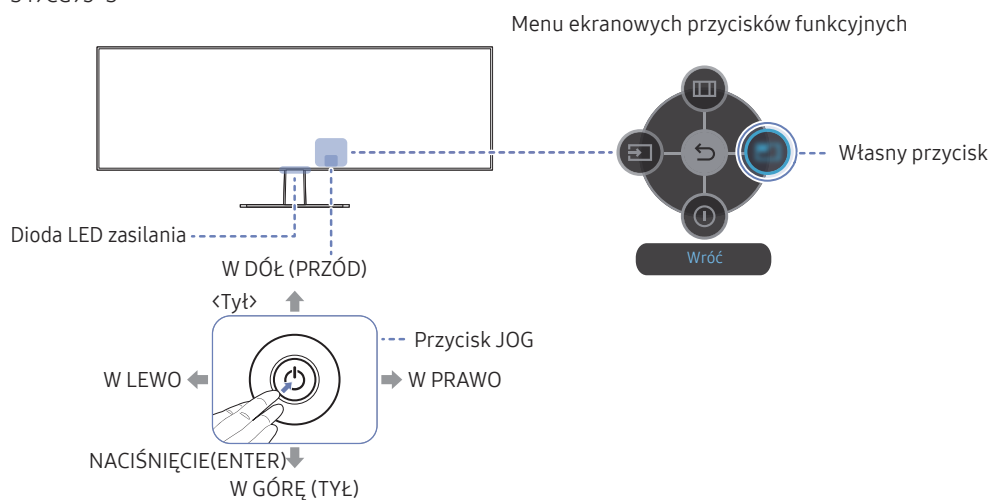 Menu ekranowych przycisków funkcyjnych
Własny przycisk
Dioda LED zasilania
Wróć
W DÓŁ (PRZÓD)
<Tył>
Przycisk JOG
W LEWO
W PRAWO
NACIŚNIĘCIE(ENTER)
W GÓRĘ (TYŁ)